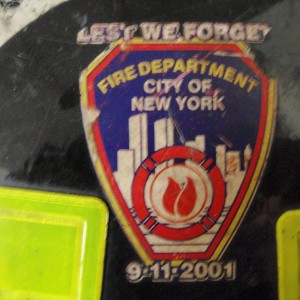 LEST WE FORGET
FIRE DEPARTMENT
CITY OF
NEW YORK
9-11-2001